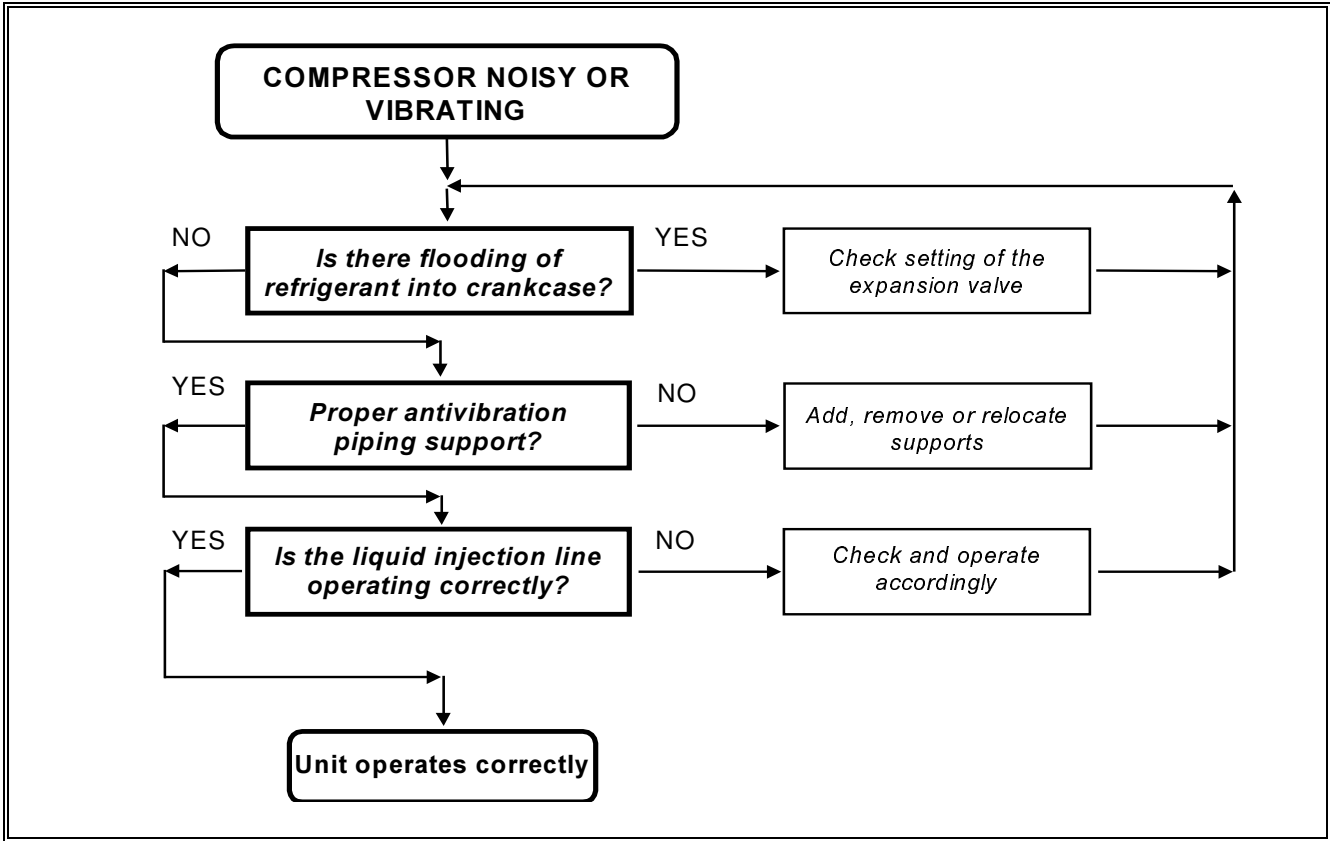 COMPRESSOR NOISY OR
VIBRATING
NO
Is there flooding of
refrigerant into crankcase?
YES
Check setting of the
expansion valve
YES
Proper antivibration
piping support?
NO
Add, remove or relocate
supports
YES
Is the liquid injection line
operating correctly?
NO
Check and operate
accordingly
Unit operates correctly